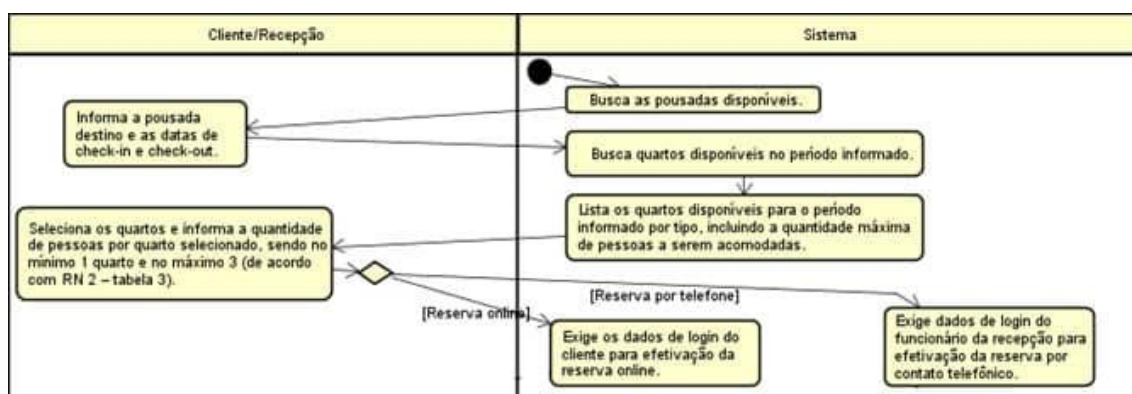 Cliente/Recepção
Sistema
Busca as pousadas disponíveis.
Informa a pousada
destino e as datas de
check-in e check-out.
Busca quartos disponíveis no período informado.
Lista os quartos disponíveis para o período
informado por tipo, incluindo a quantidade máxima
de pessoas a serem acomodadas.
Seleciona os quartos e informa a quantidade
de pessoas por quarto selecionado, sendo no
mínimo 1 quarto e no máximo 3 (de acordo
com RN 2 – tabela 3).
[Reserva por telefone]
[Reserva online]
Exige os dados de login do
cliente para efetivação da
reserva online.
Exige dados de login do
funcionário da recepção para
efetivação da reserva por
contato telefônico.